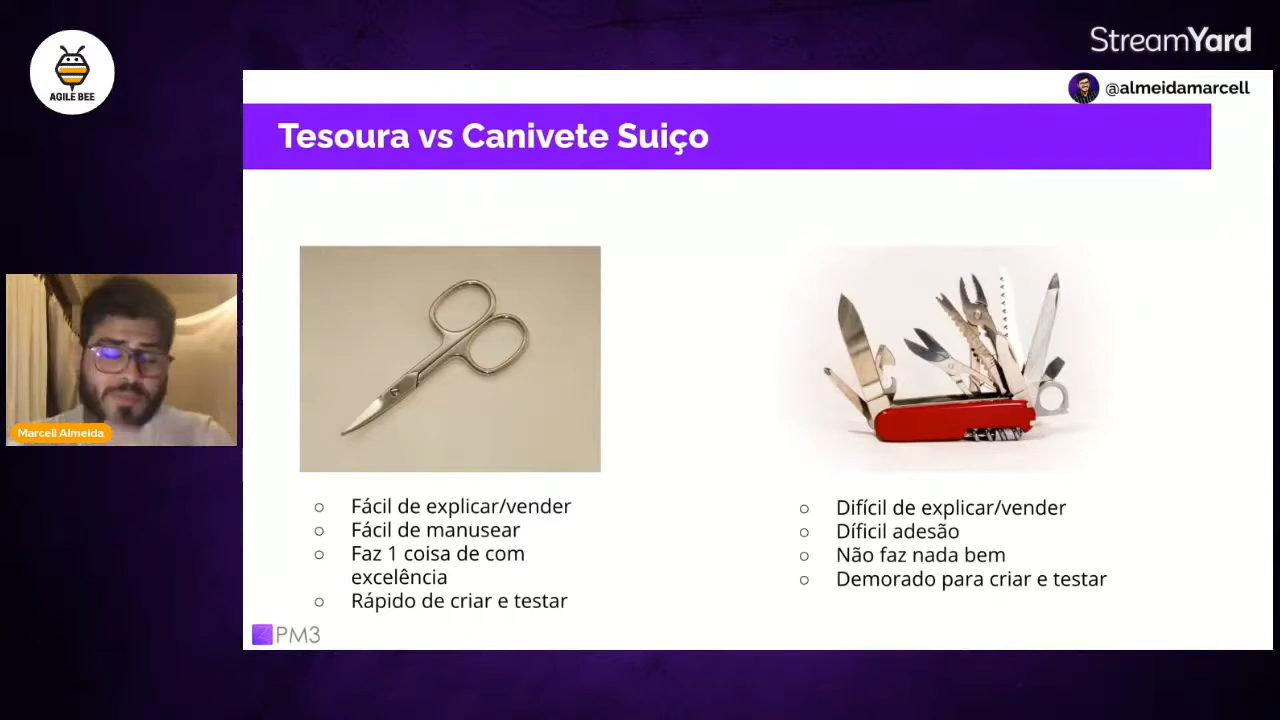 AGILE BEE
StreamYard
@almeidamarcell
Tesoura vs Canivete Suiço
Marcell Almeida
Fácil de explicar/vender
Fácil de manusear
Faz 1 coisa de com
excelência
Rápido de criar e testar
Difícil de explicar/vender
Díficil adesão
Não faz nada bem
Demorado para criar e testar
PM3